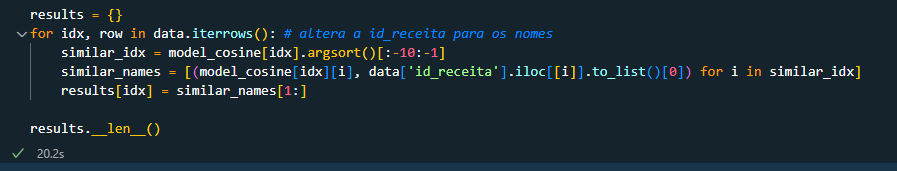 results = {}
for idx, row in data.iterrows(): # altera a id_receita para os nomes
    similar_idx = model_cosine[idx].argsort()[:-10:-1]
    similar_names = [(model_cosine[idx][i], data['id_receita'].iloc[[i]].to_list()[0]) for i in similar_idx]
    results[idx] = similar_names[1:]
results.__len__()
20.2s